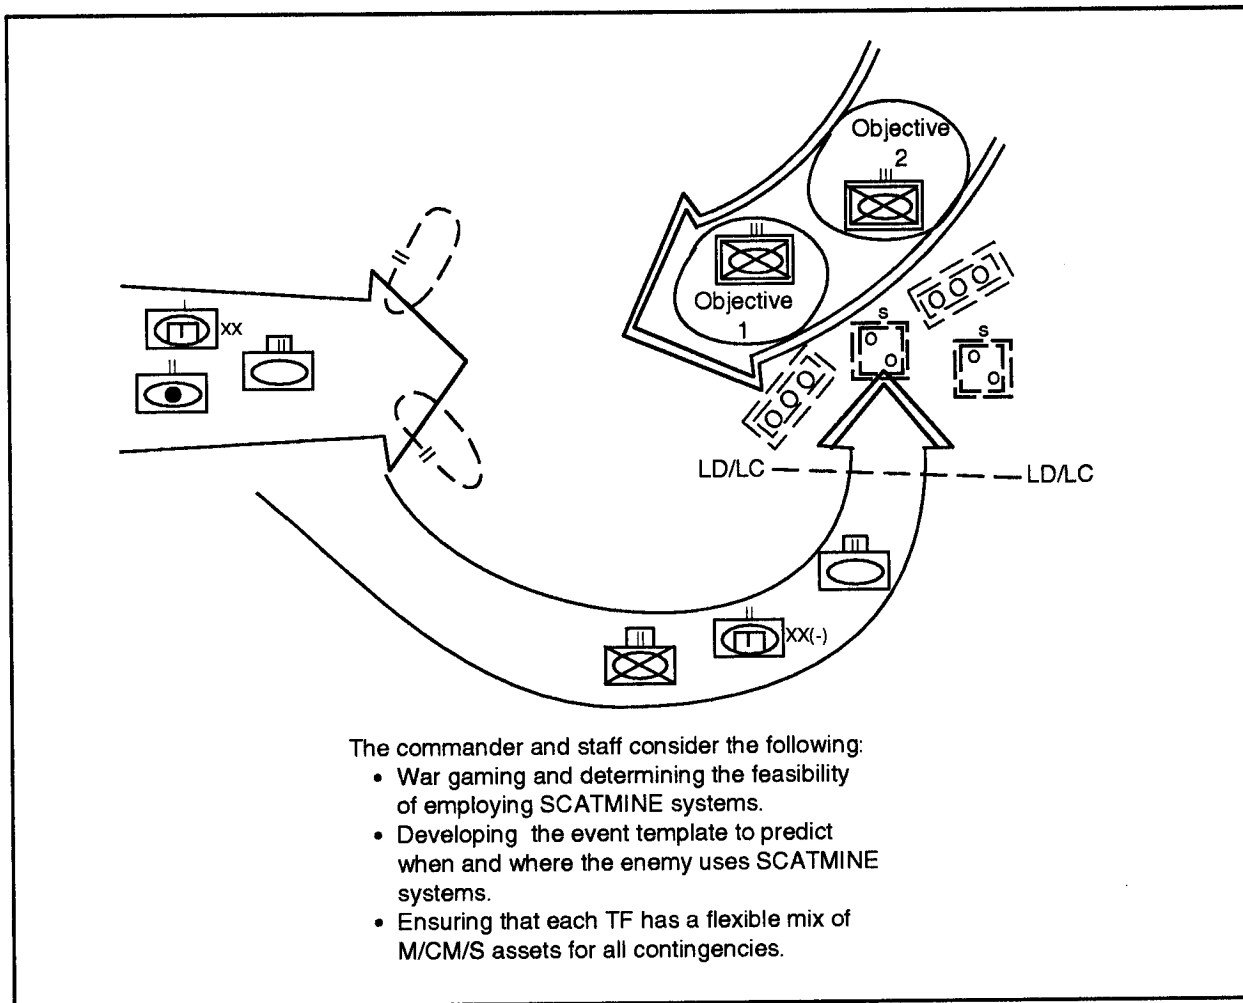 Objective
2
Objective
1
S
S
XX
LD/LC
LD/LC
XX(-)
The commander and staff consider the following:
• War gaming and determining the feasibility
of employing SCATMINE systems.
• Developing the event template to predict
when and where the enemy uses SCATMINE
systems.
• Ensuring that each TF has a flexible mix of
M/CM/S assets for all contingencies.